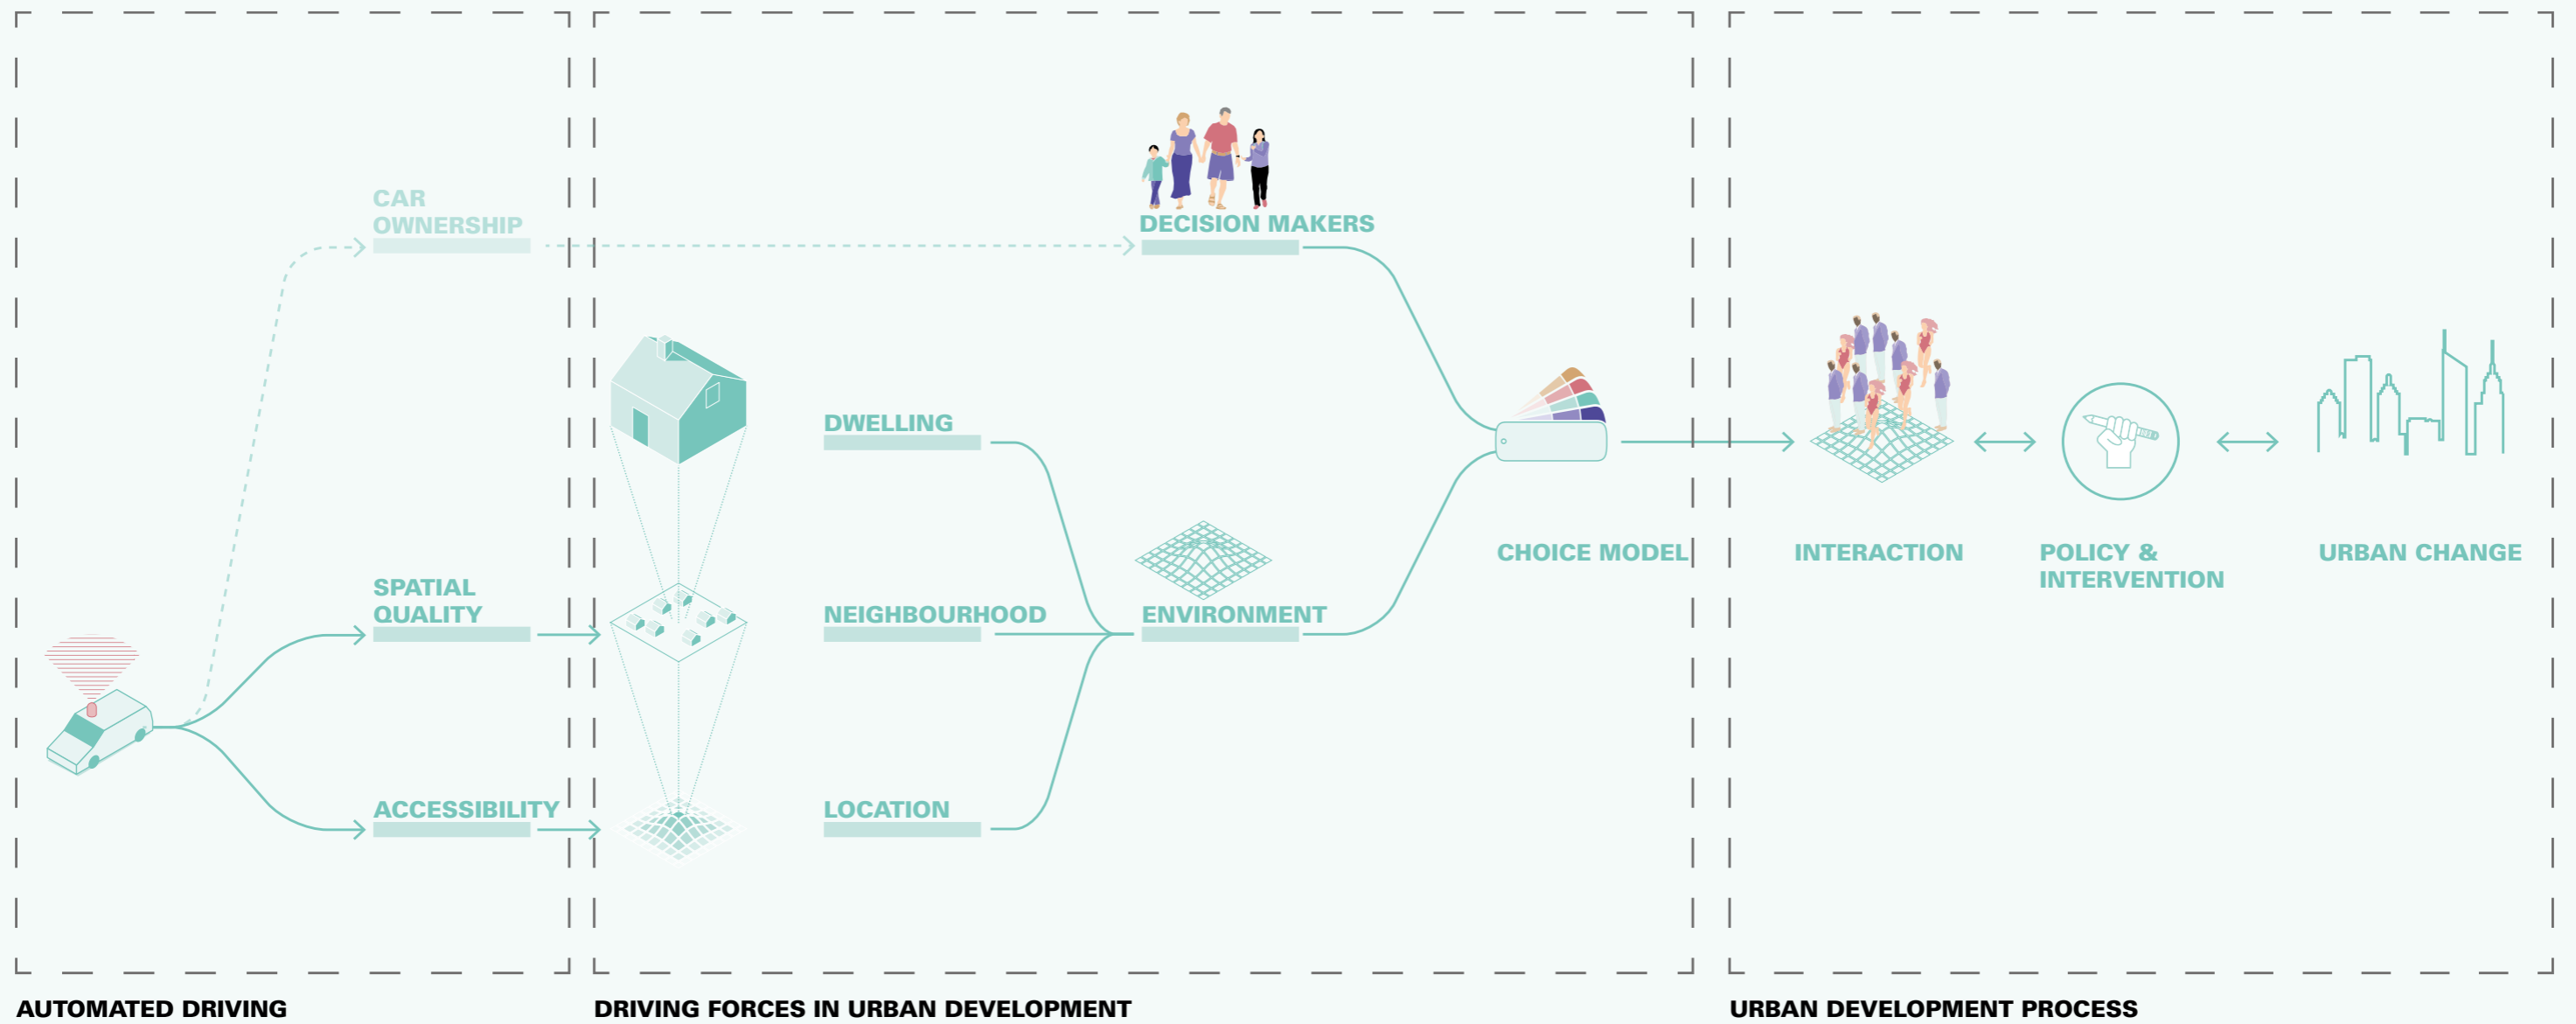 CAR
OWNERSHIP
DECISION MAKERS
DWELLING
SPATIAL
QUALITY
NEIGHBOURHOOD
ENVIRONMENT
CHOICE MODEL
INTERACTION
POLICY &
INTERVENTION
URBAN CHANGE
ACCESSIBILITY
LOCATION
AUTOMATED DRIVING
DRIVING FORCES IN URBAN DEVELOPMENT
URBAN DEVELOPMENT PROCESS